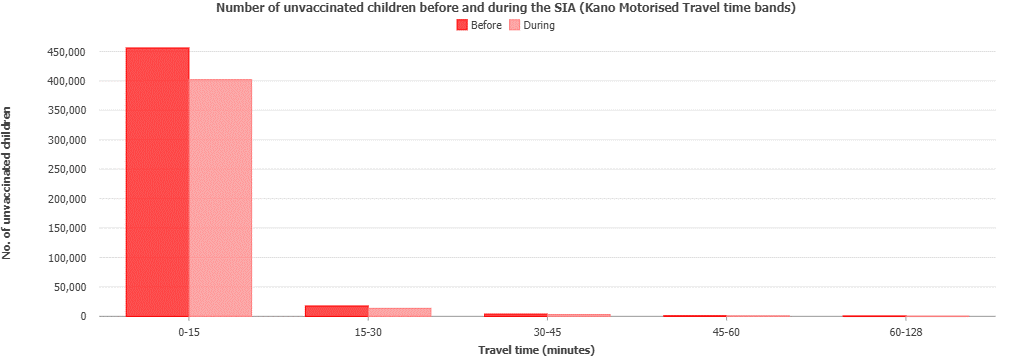 Number of unvaccinated children before and during the SIA (Kano Motorised Travel time bands)
Before During
No. of unvaccinated children
450,000
400,000
350,000
300,000
250,000
200,000
150,000
100,000
50,000
0
0-15 15-30 30-45 45-60 60-128
Travel time (minutes)